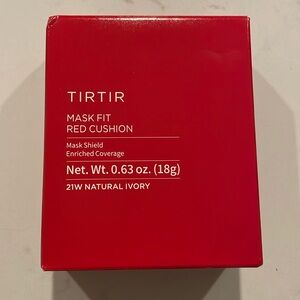 TIRTIR
MASK FIT
RED CUSHION
Mask Shield
Enriched Coverage
Net. Wt. 0.63 oz. (18g)
21W NATURAL IVORY